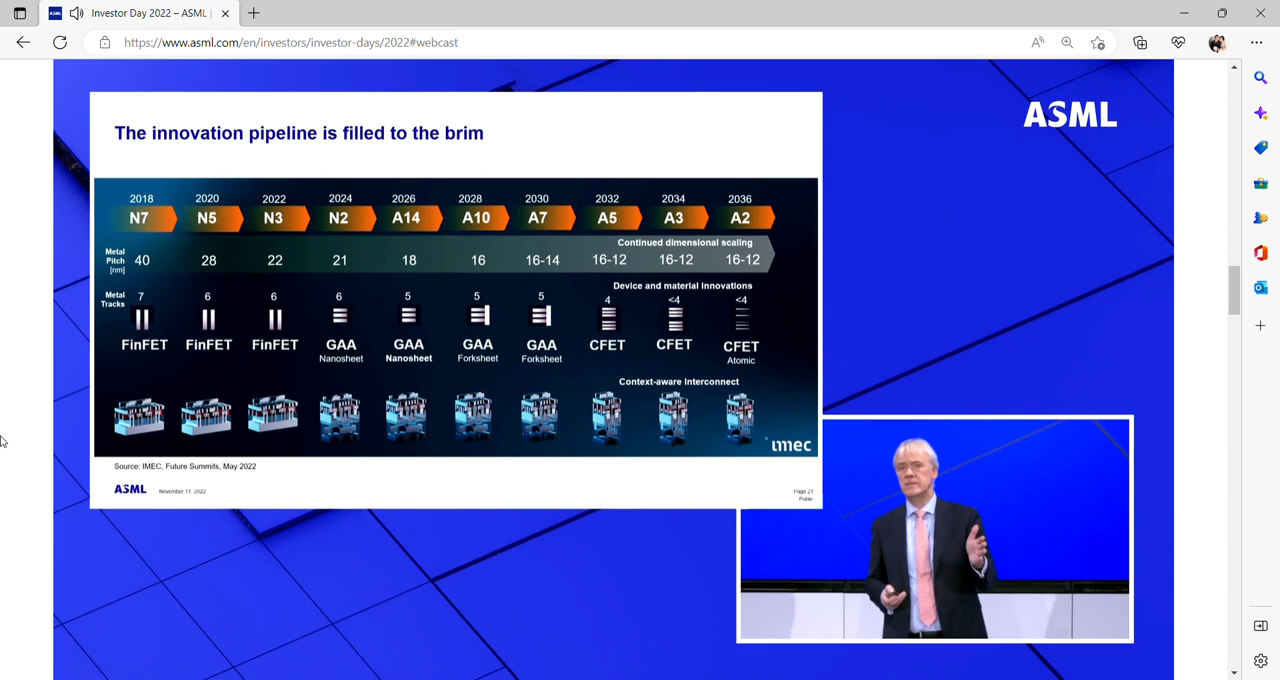 Investor Day 2022 – ASML |
https://www.asml.com/en/investors/investor-days/2022#webcast
ASML
The innovation pipeline is filled to the brim
2018 2020 2022 2024 2026 2028 2030 2032 2034 2036
N7 N5 N3 N2 A14 A10 A7 A5 A3 A2
Continued dimensional scaling
Metal
Pitch
[nm]
40 28 22 21 18 16 16-14 16-12 16-12 16-12
Device and material innovations
Metal
Tracks
7 6 6 6 5 5 5 4 <4 <4
FinFET FinFET FinFET GAA GAA GAA GAA CFET CFET CFET
Nanosheet Nanosheet Forksheet Forksheet Atomic
Context-aware Interconnect
imec
Source: IMEC, Future Summits, May 2022
ASML
November 11, 2022
Page 21
Public